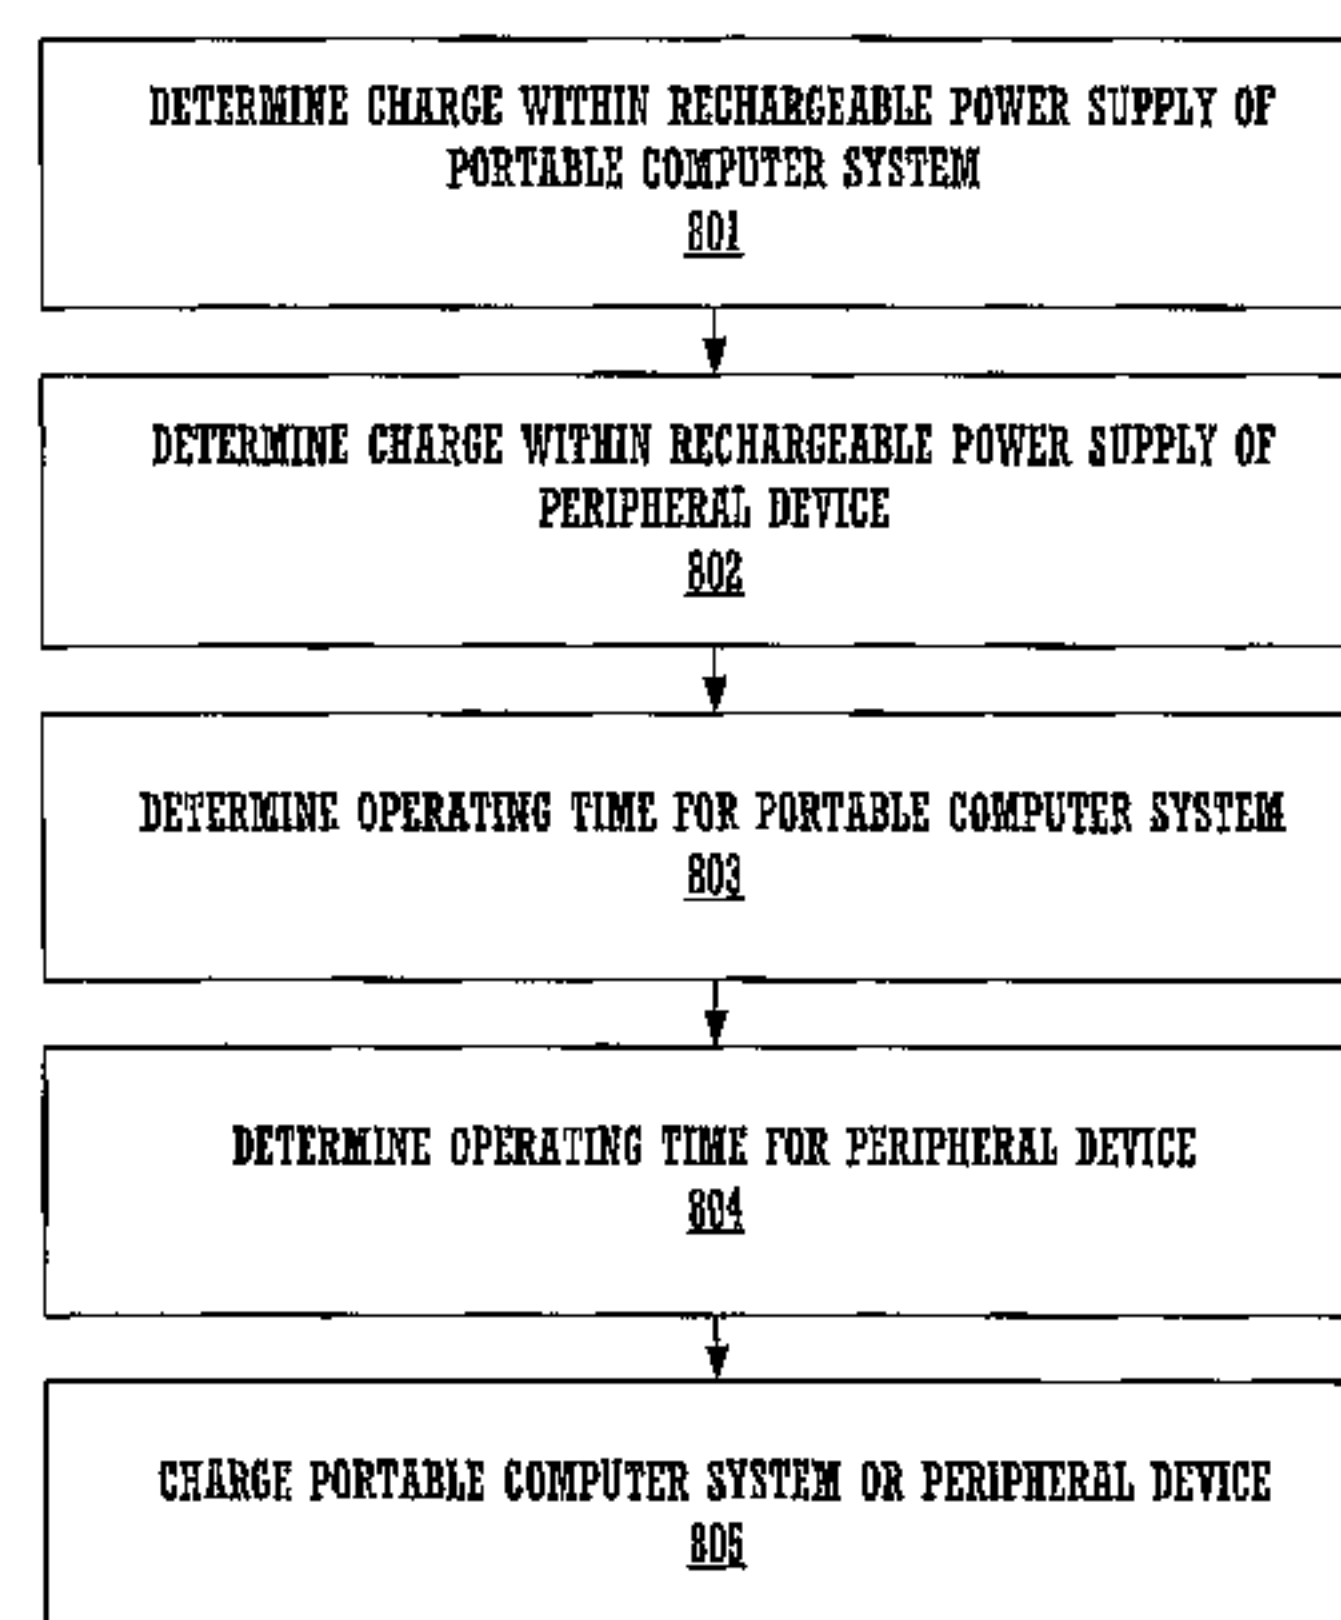 DETERMINE CHARGE WITHIN RECHARGEABLE POWER SUPPLY OF
PORTABLE COMPUTER SYSTEM
801
DETERMINE CHARGE WITHIN RECHARGEABLE POWER SUPPLY OF
PERIPHERAL DEVICE
802
DETERMINE OPERATING TIME FOR PORTABLE COMPUTER SYSTEM
803
DETERMINE OPERATING TIME FOR PERIPHERAL DEVICE
804
CHARGE PORTABLE COMPUTER SYSTEM OR PERIPHERAL DEVICE
805